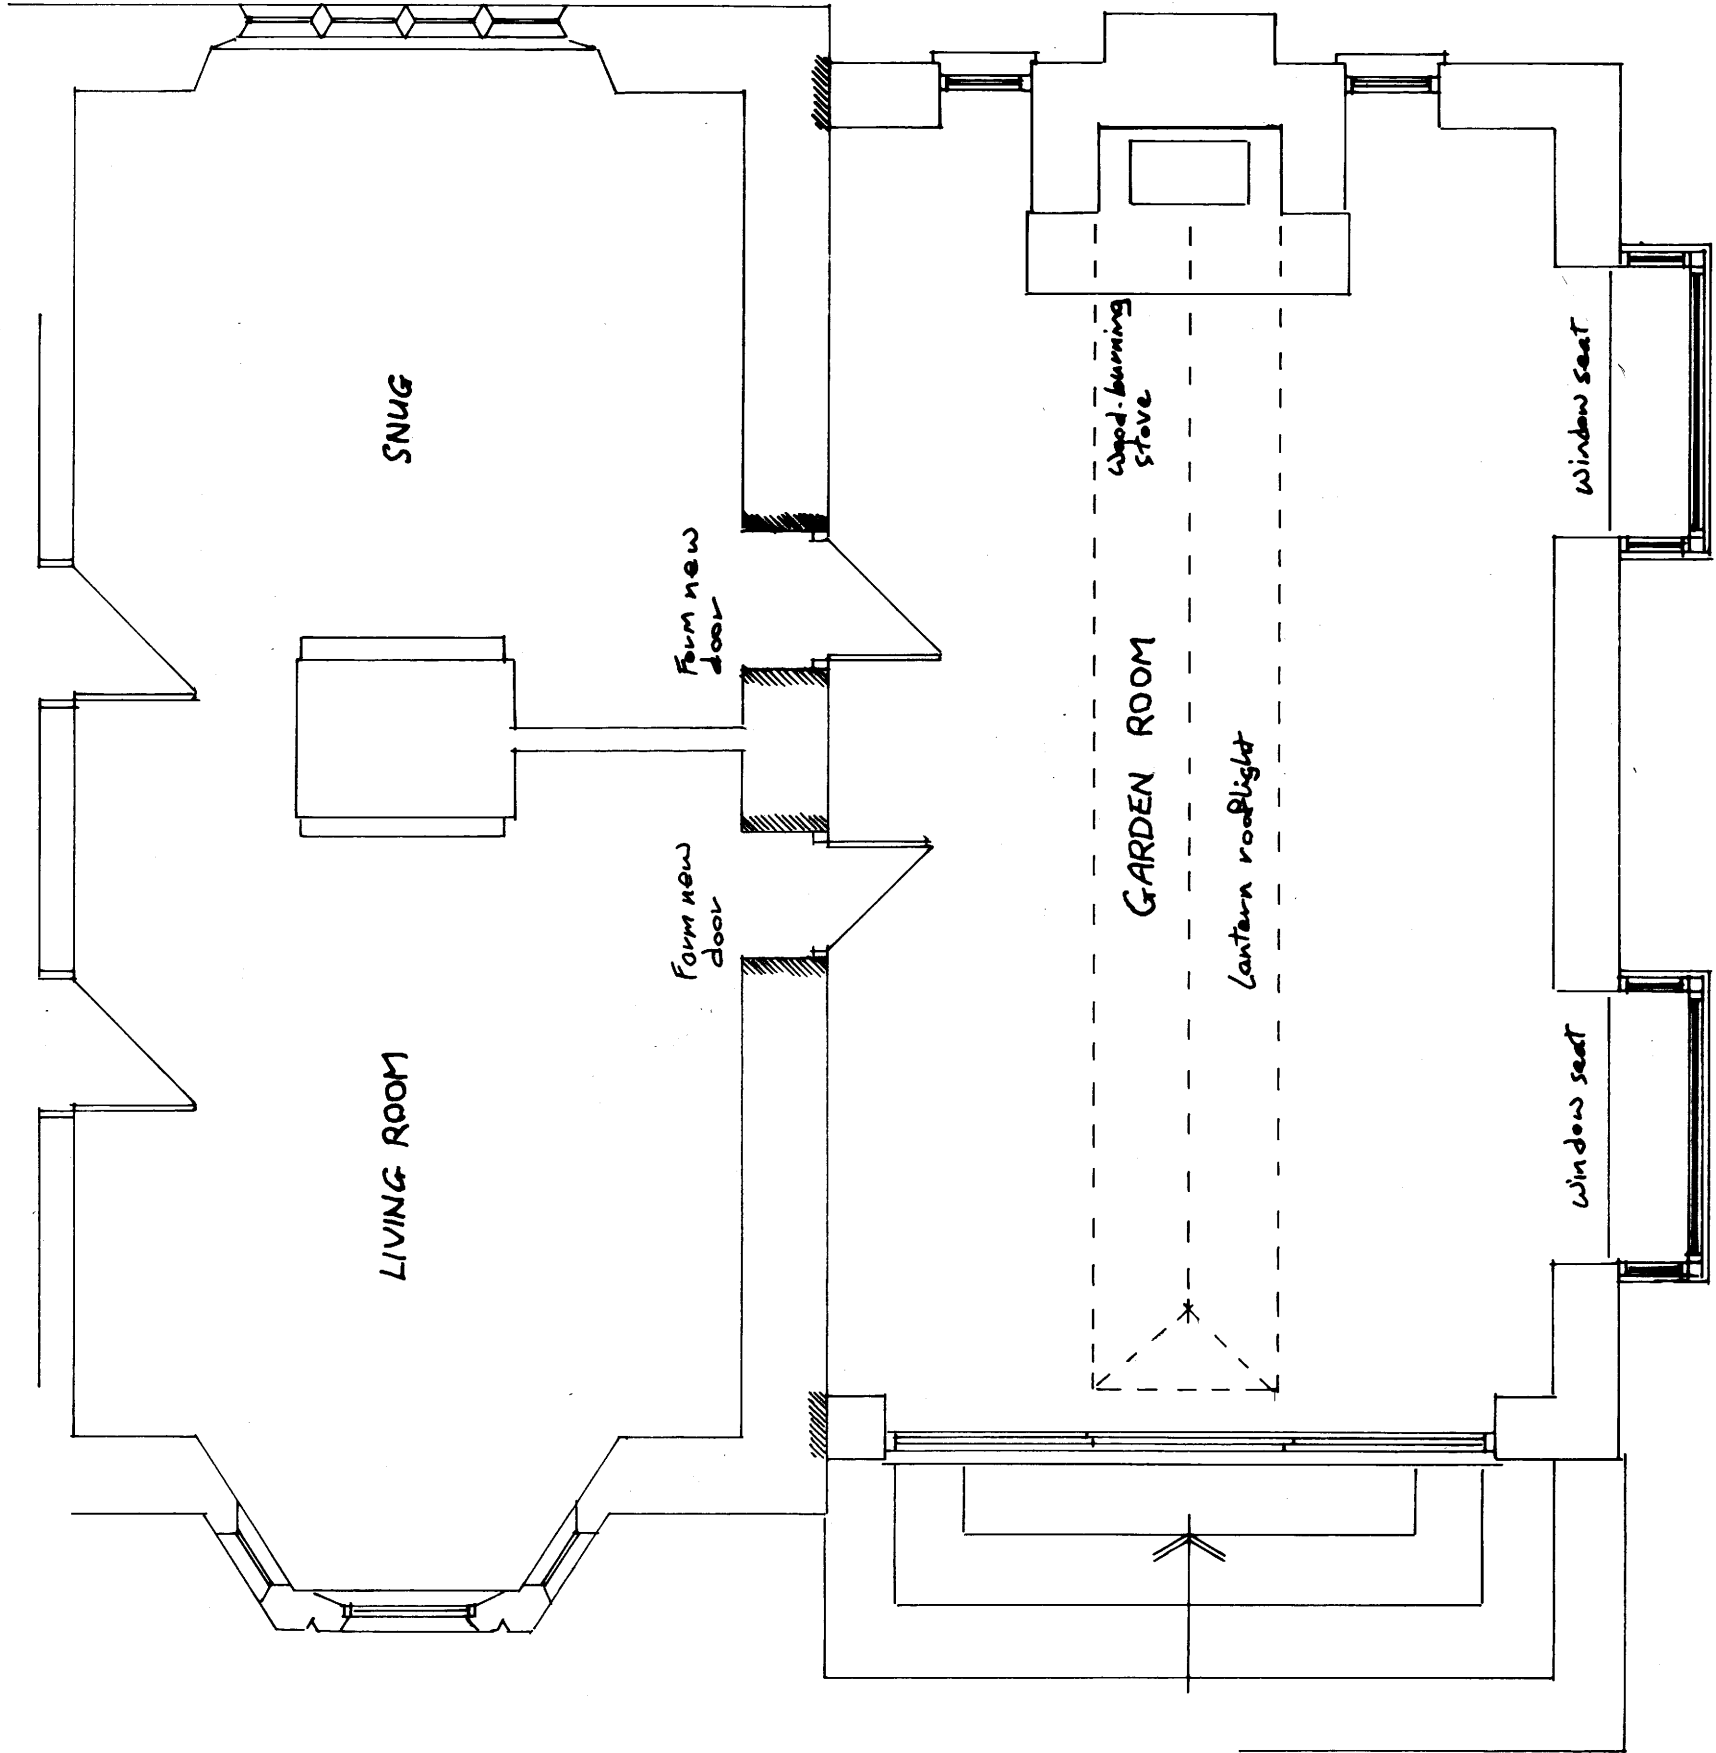 SNUG
LIVING ROOM
Form new
door
Form new
door
Wood-burning
stove
GARDEN ROOM
Lantern rooflight
Window seat
Window seat